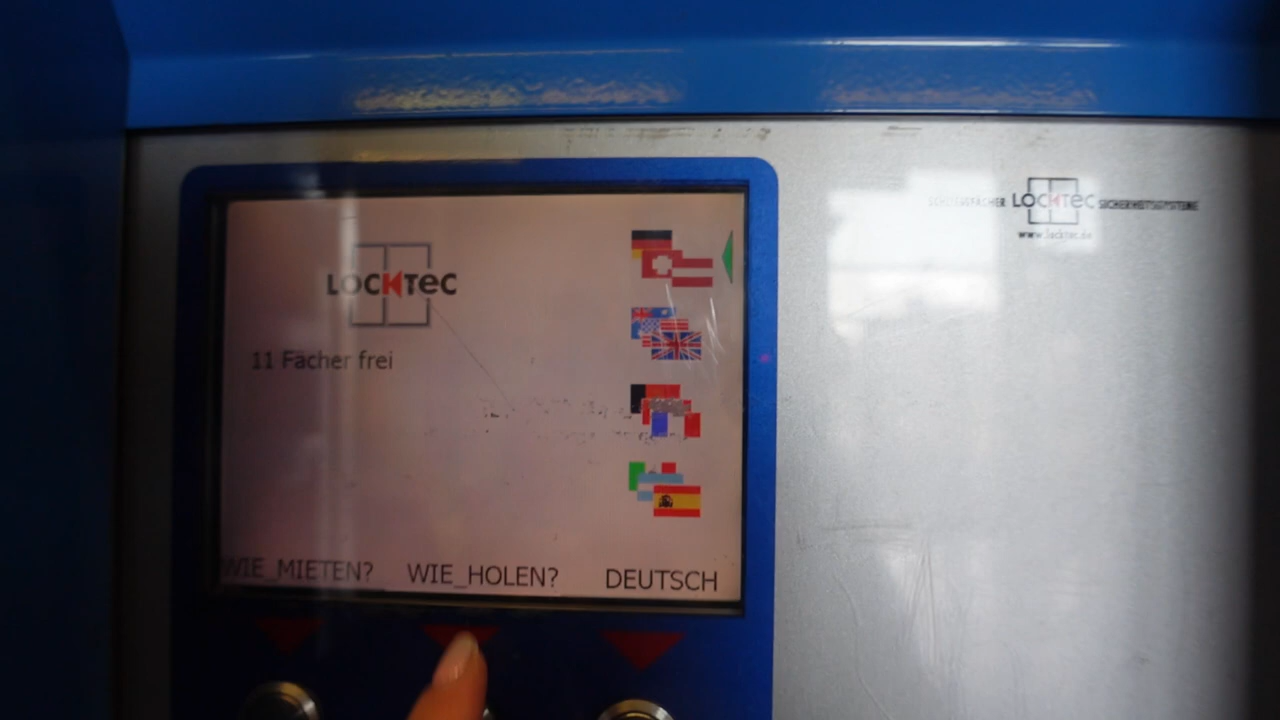 LOCKTEC
11 Fächer frei
WIE_MIETEN? WIE_HOLEN? DEUTSCH
SCHLIESSFÄCHER LOCKTEC SICHERHEITSSYSTEME
www.locktec.de